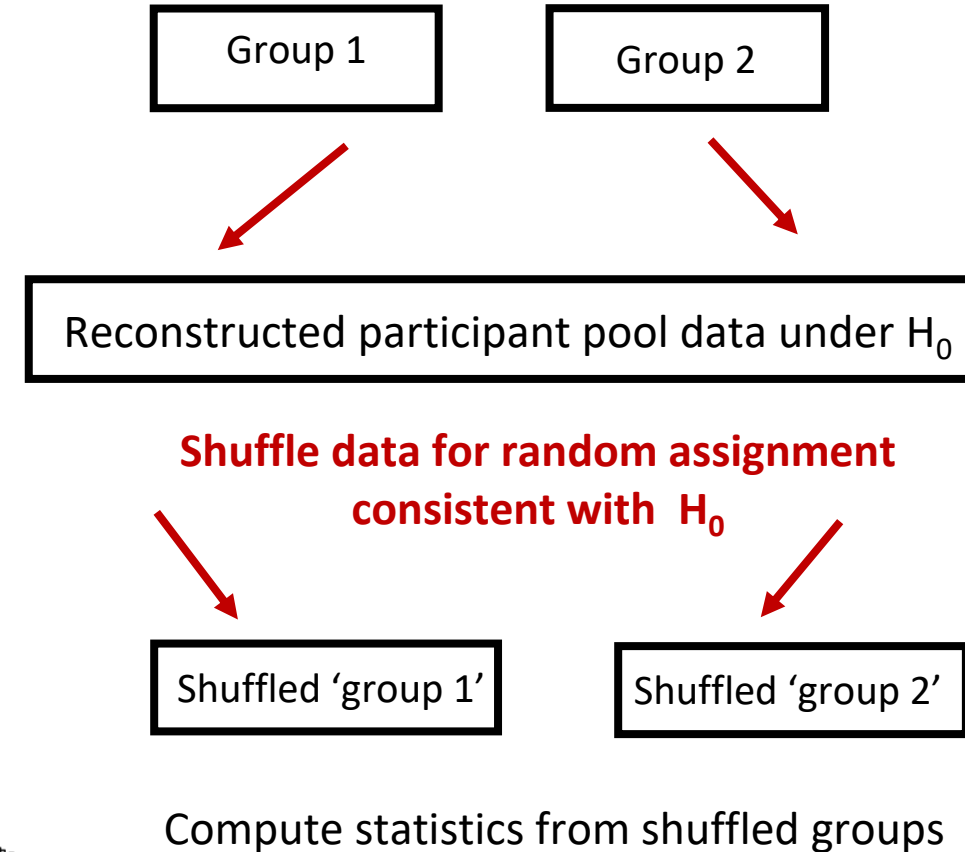 Group 1
Group 2
Reconstructed participant pool data under H₀
Shuffle data for random assignment
consistent with H₀
Shuffled ‘group 1’
Shuffled ‘group 2’
Compute statistics from shuffled groups